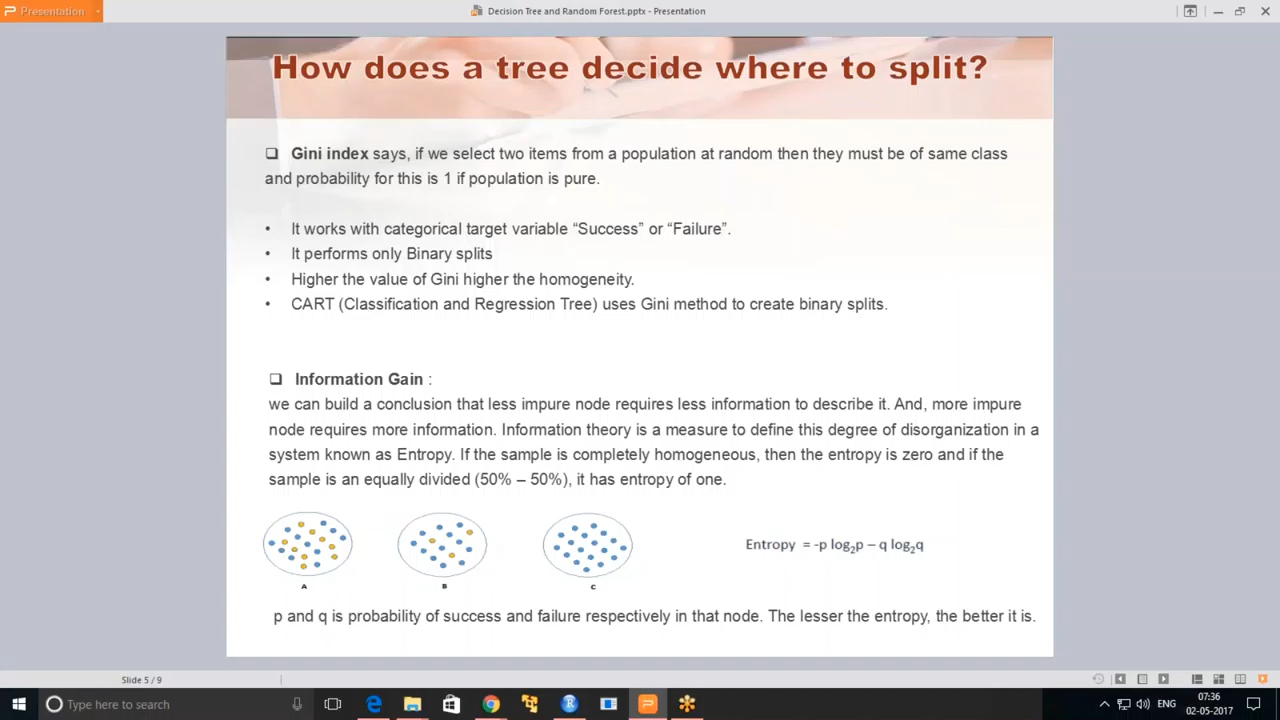 Presentation
Decision Tree and Random Forest.pptx - Presentation
How does a tree decide where to split?
Gini index says, if we select two items from a population at random then they must be of same class
and probability for this is 1 if population is pure.
• It works with categorical target variable “Success” or “Failure”.
• It performs only Binary splits
• Higher the value of Gini higher the homogeneity.
• CART (Classification and Regression Tree) uses Gini method to create binary splits.
Information Gain :
we can build a conclusion that less impure node requires less information to describe it. And, more impure
node requires more information. Information theory is a measure to define this degree of disorganization in a
system known as Entropy. If the sample is completely homogeneous, then the entropy is zero and if the
sample is an equally divided (50% – 50%), it has entropy of one.
Entropy = -p log₂p – q log₂q
A B C
p and q is probability of success and failure respectively in that node. The lesser the entropy, the better it is.
Slide 5 / 9
Type here to search
ENG
07:36
02-05-2017